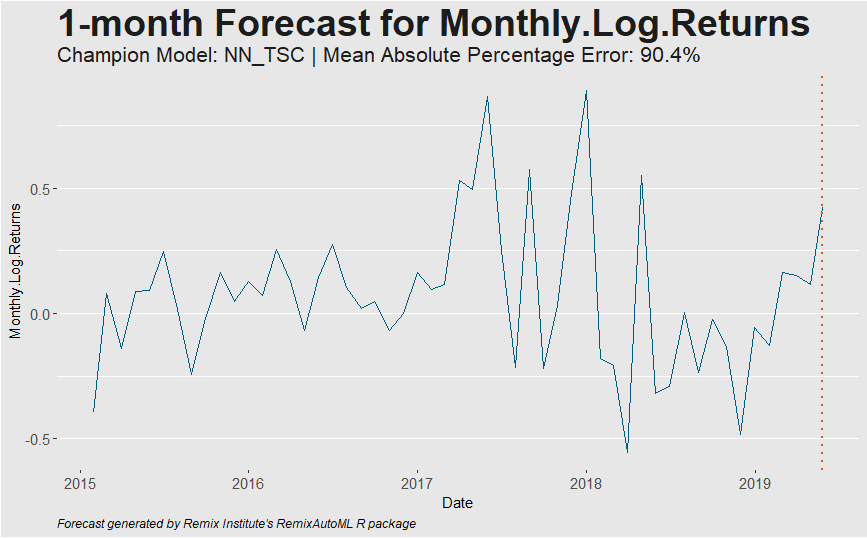 1-month Forecast for Monthly.Log.Returns
Champion Model: NN_TSC | Mean Absolute Percentage Error: 90.4%
Monthly.Log.Returns
0.5
0.0
-0.5
2015
2016
2017
2018
2019
Date
Forecast generated by Remix Institute's RemixAutoML R package